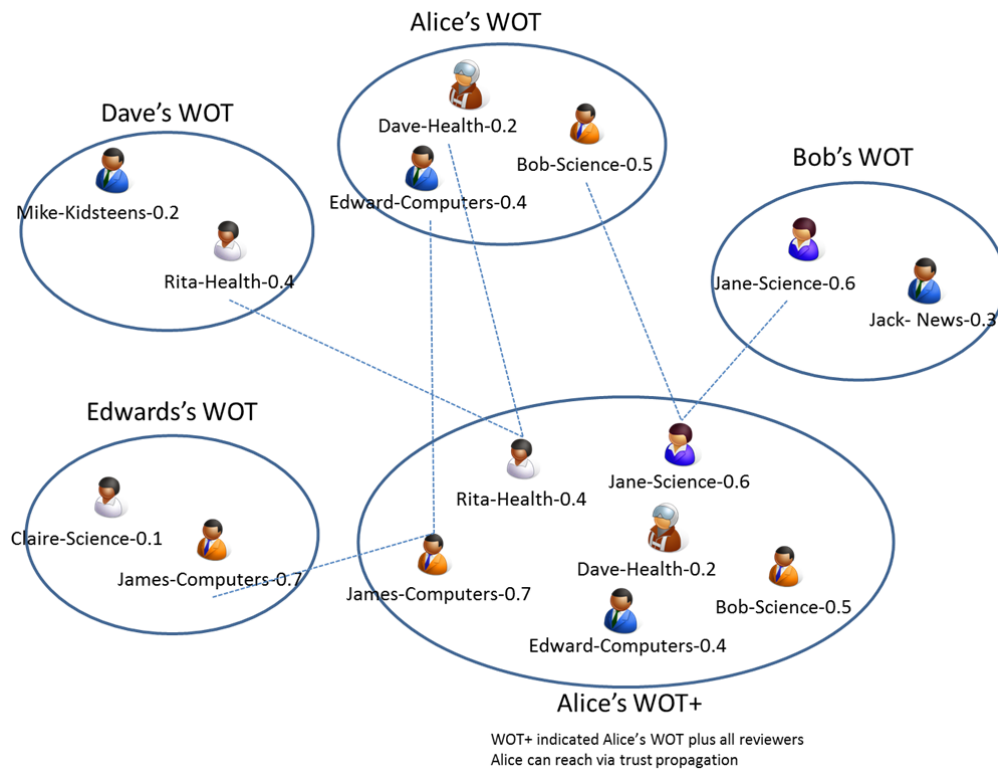 Alice's WOT
Dave-Health-0.2
Bob-Science-0.5
Edward-Computers-0.4
Dave's WOT
Mike-Kidsteens-0.2
Rita-Health-0.4
Bob's WOT
Jane-Science-0.6
Jack- News-0.3
Edwards's WOT
Claire-Science-0.1
James-Computers-0.7
Rita-Health-0.4
Jane-Science-0.6
Dave-Health-0.2
James-Computers-0.7
Bob-Science-0.5
Edward-Computers-0.4
Alice's WOT+
WOT+ indicated Alice's WOT plus all reviewers
Alice can reach via trust propagation